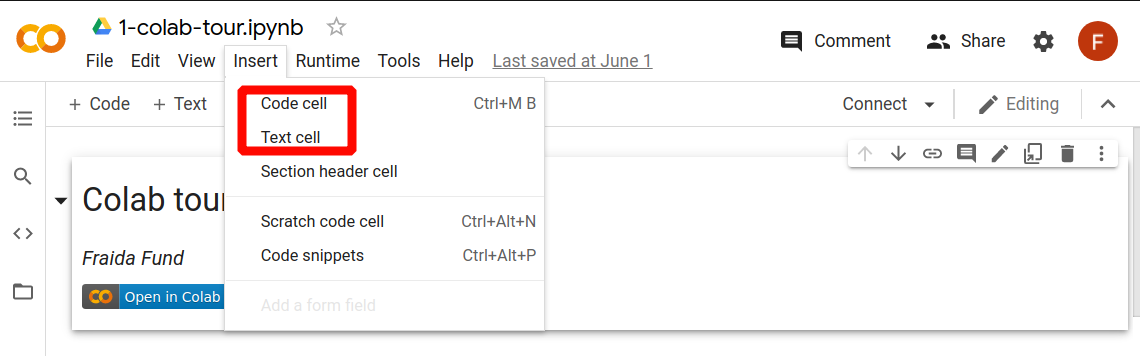 1-colab-tour.ipynb
Comment
Share
F
File Edit View Insert Runtime Tools Help Last saved at June 1
+ Code + Text
Connect
Editing
Code cell Ctrl+M B
Text cell
Section header cell
Scratch code cell Ctrl+Alt+N
Code snippets Ctrl+Alt+P
Add a form field
Colab tour
Fraida Fund
Open in Colab